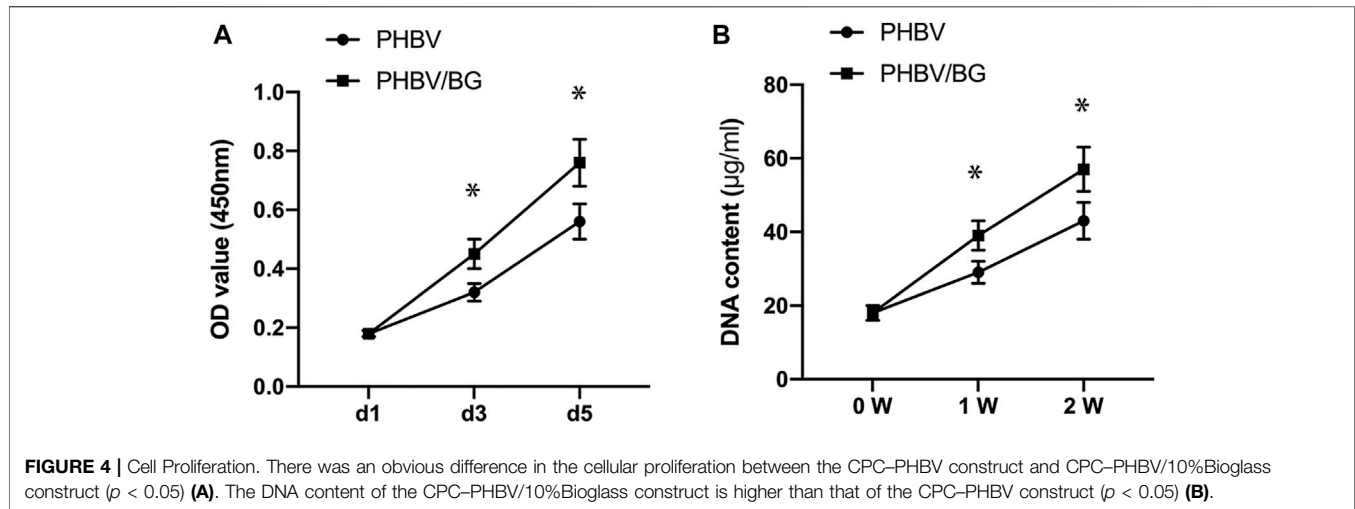 A
PHBV
PHBV/BG
OD value (450nm)
1.0
*
0.8
*
0.6
0.4
0.2
0.0
d1 d3 d5
B
PHBV
PHBV/BG
DNA content (µg/ml)
80
*
60
*
40
20
0
0 W 1 W 2 W
FIGURE 4 | Cell Proliferation. There was an obvious difference in the cellular proliferation between the CPC–PHBV construct and CPC–PHBV/10%Bioglass
construct (p < 0.05) (A). The DNA content of the CPC–PHBV/10%Bioglass construct is higher than that of the CPC–PHBV construct (p < 0.05) (B).